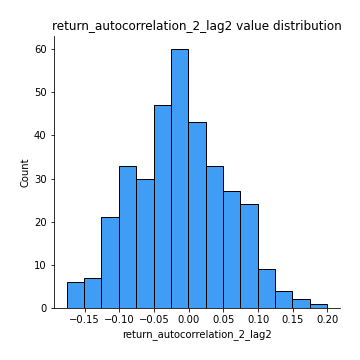 return_autocorrelation_2_lag2 value distribution
60
50
40
30
20
10
0
Count
−0.15 −0.10 −0.05 0.00 0.05 0.10 0.15 0.20
return_autocorrelation_2_lag2